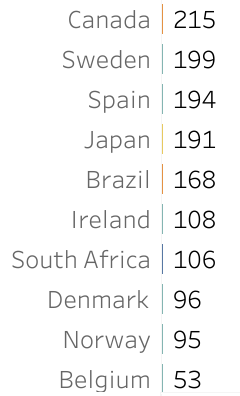 Canada 215
Sweden 199
Spain 194
Japan 191
Brazil 168
Ireland 108
South Africa 106
Denmark 96
Norway 95
Belgium 53